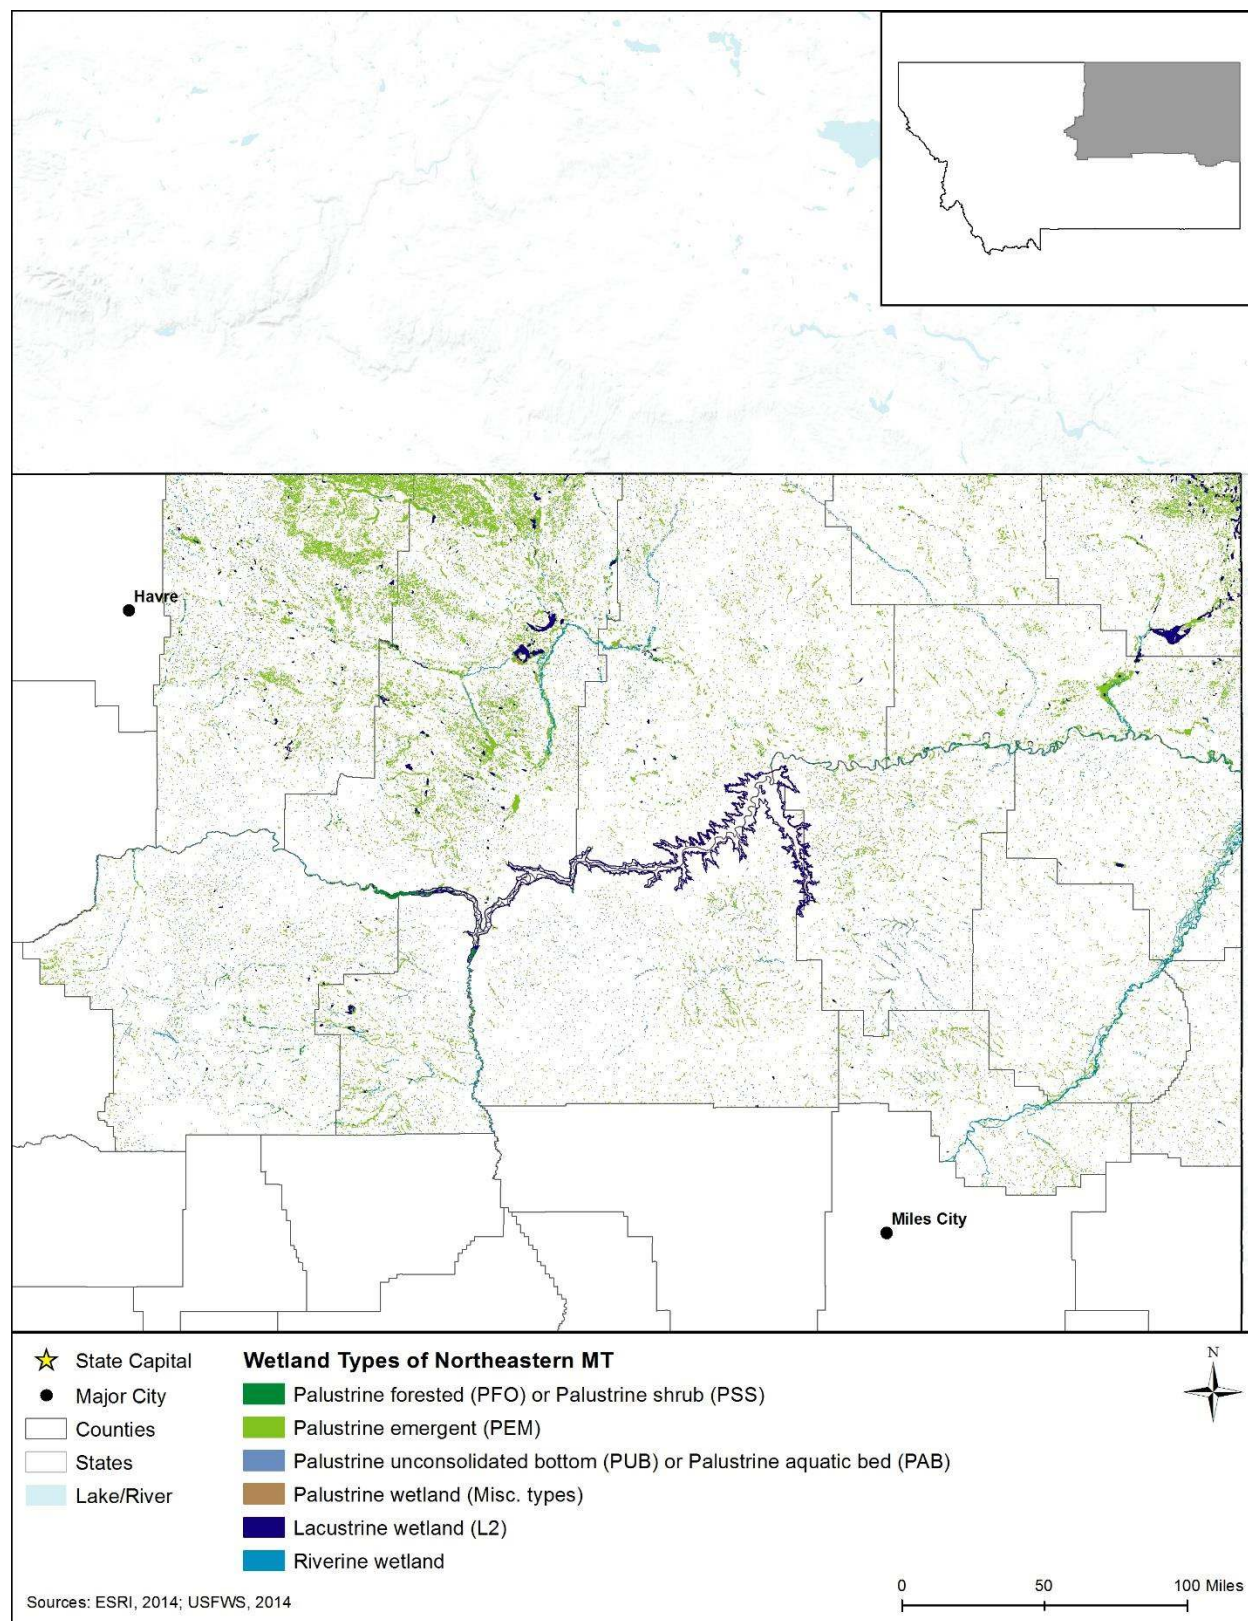 Havre
Miles City
State Capital
Major City
Counties
States
Lake/River
Wetland Types of Northeastern MT
Palustrine forested (PFO) or Palustrine shrub (PSS)
Palustrine emergent (PEM)
Palustrine unconsolidated bottom (PUB) or Palustrine aquatic bed (PAB)
Palustrine wetland (Misc. types)
Lacustrine wetland (L2)
Riverine wetland
N
0 50 100 Miles
Sources: ESRI, 2014; USFWS, 2014